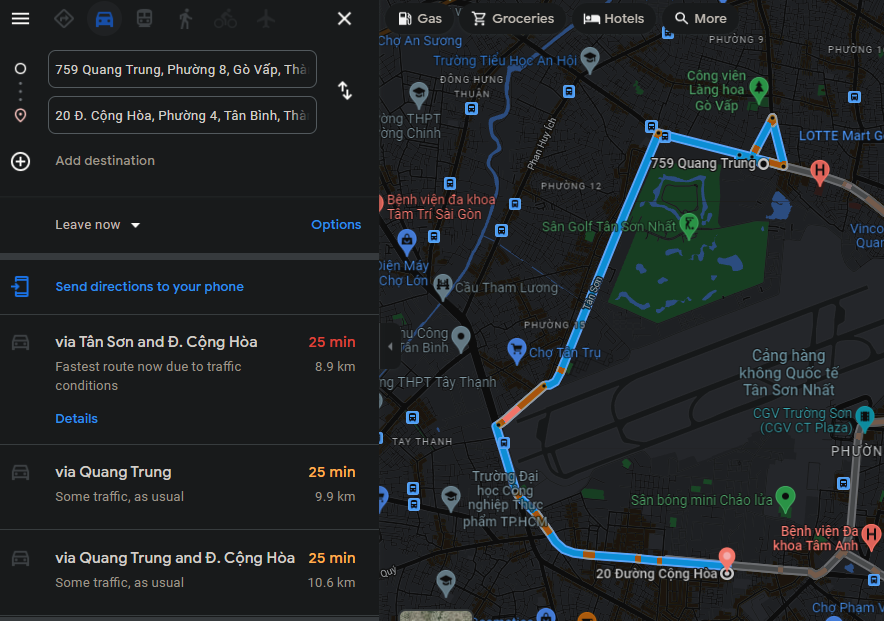 759 Quang Trung, Phường 8, Gò Vấp, Thà
20 Đ. Cộng Hòa, Phường 4, Tân Bình, Thà
Add destination
Leave now
Options
Send directions to your phone
via Tân Sơn and Đ. Cộng Hòa
25 min
Fastest route now due to traffic
8.9 km
conditions
Details
via Quang Trung
25 min
Some traffic, as usual
9.9 km
via Quang Trung and Đ. Cộng Hòa
25 min
Some traffic, as usual
10.6 km
Gas
Groceries
Hotels
More
Chợ An Sương
PHƯỜNG 9
PHƯỜNG 10
Trường Tiểu Học An Hội
ĐÔNG HƯNG
THUẬN
Công viên
Làng hoa
Gò Vấp
ờng THPT
ờng Chinh
Phan Huy Ích
LOTTE Mart G
759 Quang Trung
H
PHƯỜNG 12
Bệnh viện đa khoa
Tâm Trí Sài Gòn
Sân Golf Tân Sơn Nhất
Vinco
Quan
Điện Máy
Chợ Lớn
Cầu Tham Lương
Tân Sơn
PHƯỜNG 15
hu Công
Tân Bình
Chợ Tân Trụ
Cảng hàng
không Quốc tế
Tân Sơn Nhất
ng THPT Tây Thạnh
CGV Trường Sơn
(CGV CT Plaza)
TÂY THẠNH
PHƯỜN
Trường Đại
học Công
nghiệp Thực
phẩm TP.HCM
Sân bóng mini Chảo lửa
Bệnh viện Đa
khoa Tâm Anh
H
20 Đường Cộng Hòa
Quý
Chợ Phạm V